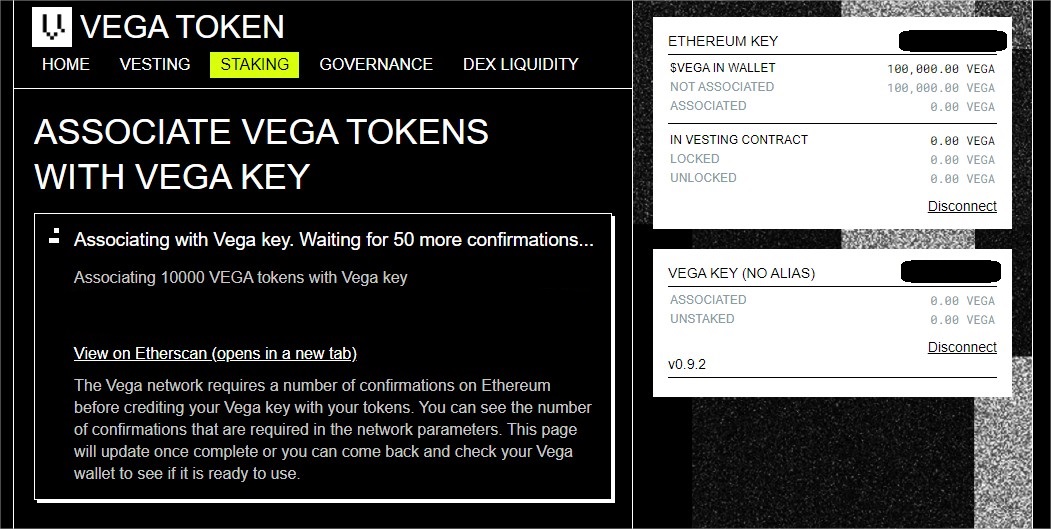 VEGA TOKEN
HOME VESTING STAKING GOVERNANCE DEX LIQUIDITY
ASSOCIATE VEGA TOKENS
WITH VEGA KEY
Associating with Vega key. Waiting for 50 more confirmations...
Associating 10000 VEGA tokens with Vega key
View on Etherscan (opens in a new tab)
The Vega network requires a number of confirmations on Ethereum
before crediting your Vega key with your tokens. You can see the number
of confirmations that are required in the network parameters. This page
will update once complete or you can come back and check your Vega
wallet to see if it is ready to use.
ETHEREUM KEY
$VEGA IN WALLET 100,000.00 VEGA
NOT ASSOCIATED 100,000.00 VEGA
ASSOCIATED 0.00 VEGA
IN VESTING CONTRACT 0.00 VEGA
LOCKED 0.00 VEGA
UNLOCKED 0.00 VEGA
Disconnect
VEGA KEY (NO ALIAS)
ASSOCIATED 0.00 VEGA
UNSTAKED 0.00 VEGA
Disconnect
v0.9.2